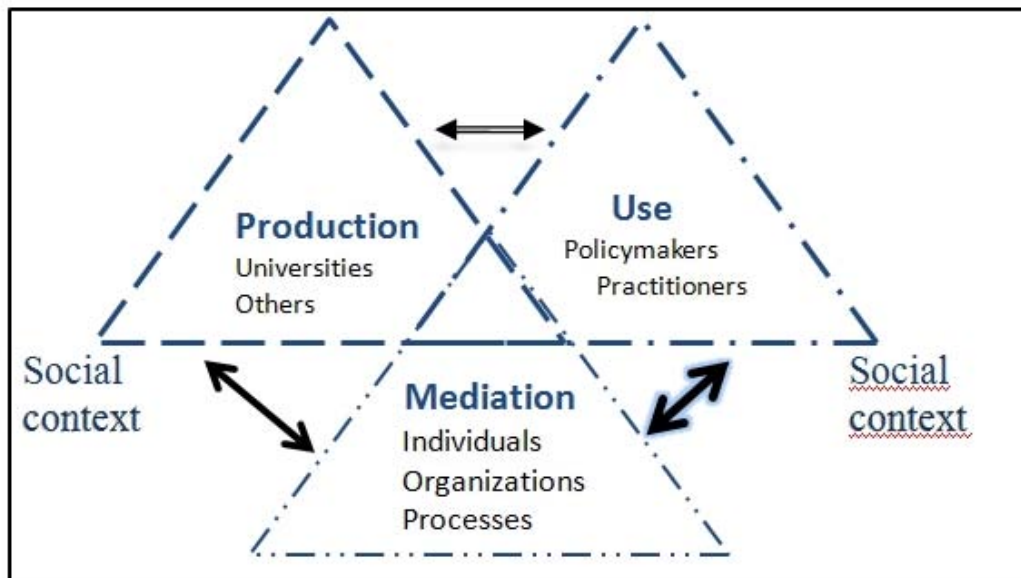 Production
Universities
Others
Use
Policymakers
Practitioners
Social
context
Mediation
Individuals
Organizations
Processes
Social
context